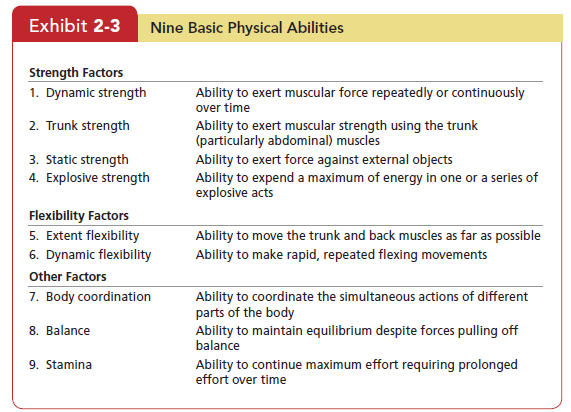 Exhibit 2-3 Nine Basic Physical Abilities
Strength Factors
1. Dynamic strength Ability to exert muscular force repeatedly or continuously
over time
2. Trunk strength Ability to exert muscular strength using the trunk
(particularly abdominal) muscles
3. Static strength Ability to exert force against external objects
4. Explosive strength Ability to expend a maximum of energy in one or a series of
explosive acts
Flexibility Factors
5. Extent flexibility Ability to move the trunk and back muscles as far as possible
6. Dynamic flexibility Ability to make rapid, repeated flexing movements
Other Factors
7. Body coordination Ability to coordinate the simultaneous actions of different
parts of the body
8. Balance Ability to maintain equilibrium despite forces pulling off
balance
9. Stamina Ability to continue maximum effort requiring prolonged
effort over time